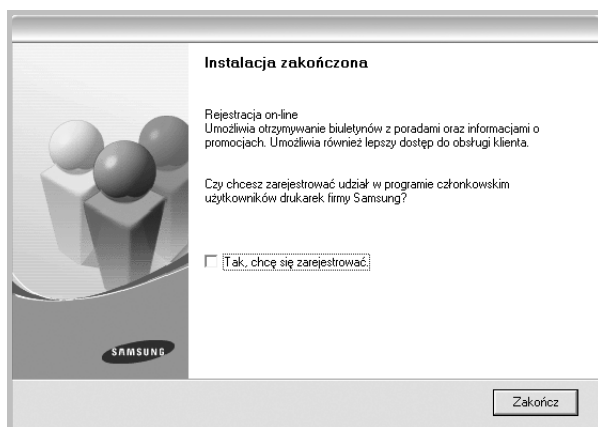 Instalacja zakończona
Rejestracja on-line
Umożliwia otrzymywanie biuletynów z poradami oraz informacjami o
promocjach. Umożliwia również lepszy dostęp do obsługi klienta.
Czy chcesz zarejestrować udział w programie członkowskim
użytkowników drukarek firmy Samsung?
Tak, chcę się zarejestrować.
SAMSUNG
Zakończ